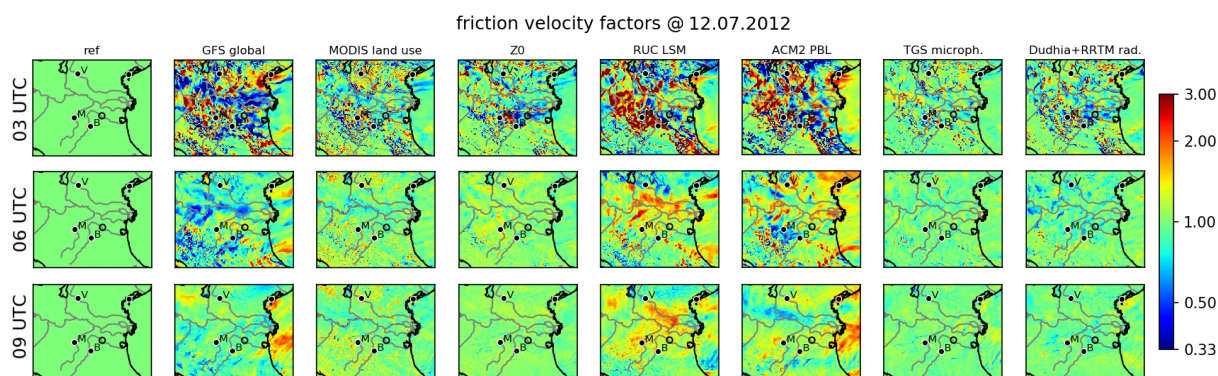 friction velocity factors @ 12.07.2012
ref GFS global MODIS land use Z0 RUC LSM ACM2 PBL TGS microph. Dudhia+RRTM rad.
03 UTC
V V V V V V V V
M M M M M M M M
B B B B B B B B
06 UTC
V V V V V V V V
M M M M M M M M
B B B B B B B B
09 UTC
V V V V V V V V
M M M M M M M M
B B B B B B B B
3.00
2.00
1.00
0.50
0.33